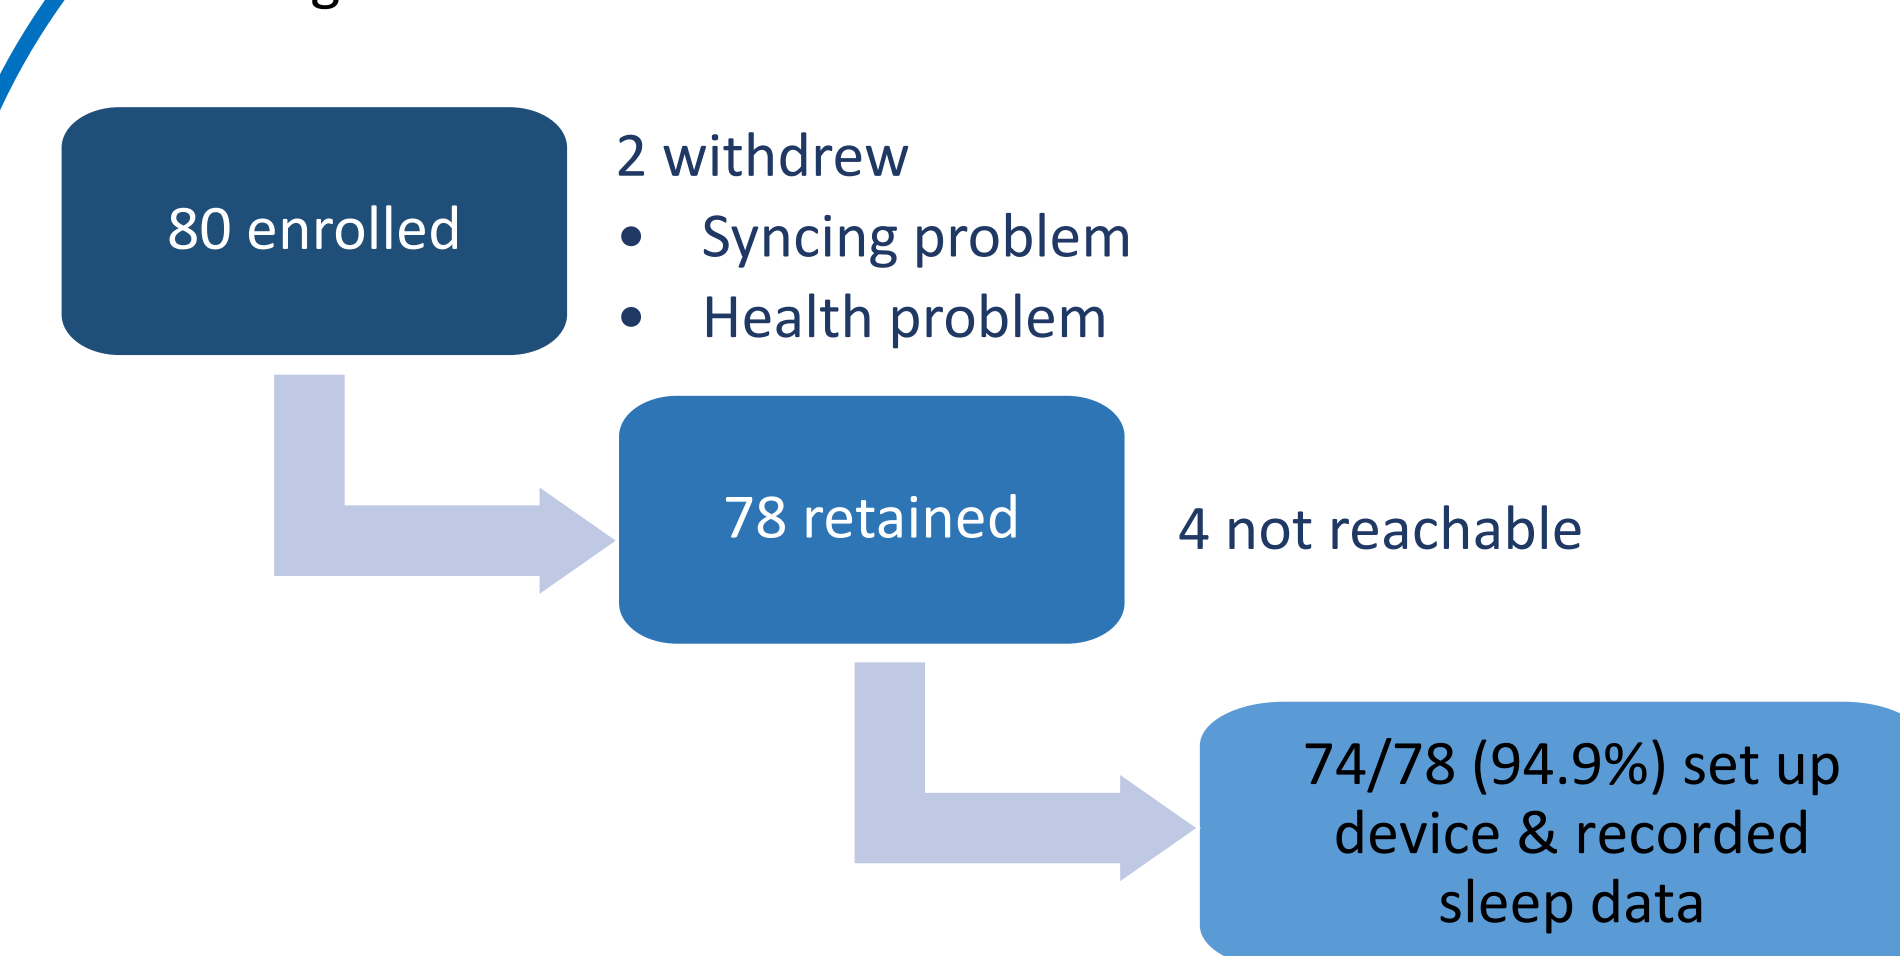 80 enrolled
2 withdrew
• Syncing problem
• Health problem
78 retained
4 not reachable
74/78 (94.9%) set up
device & recorded
sleep data